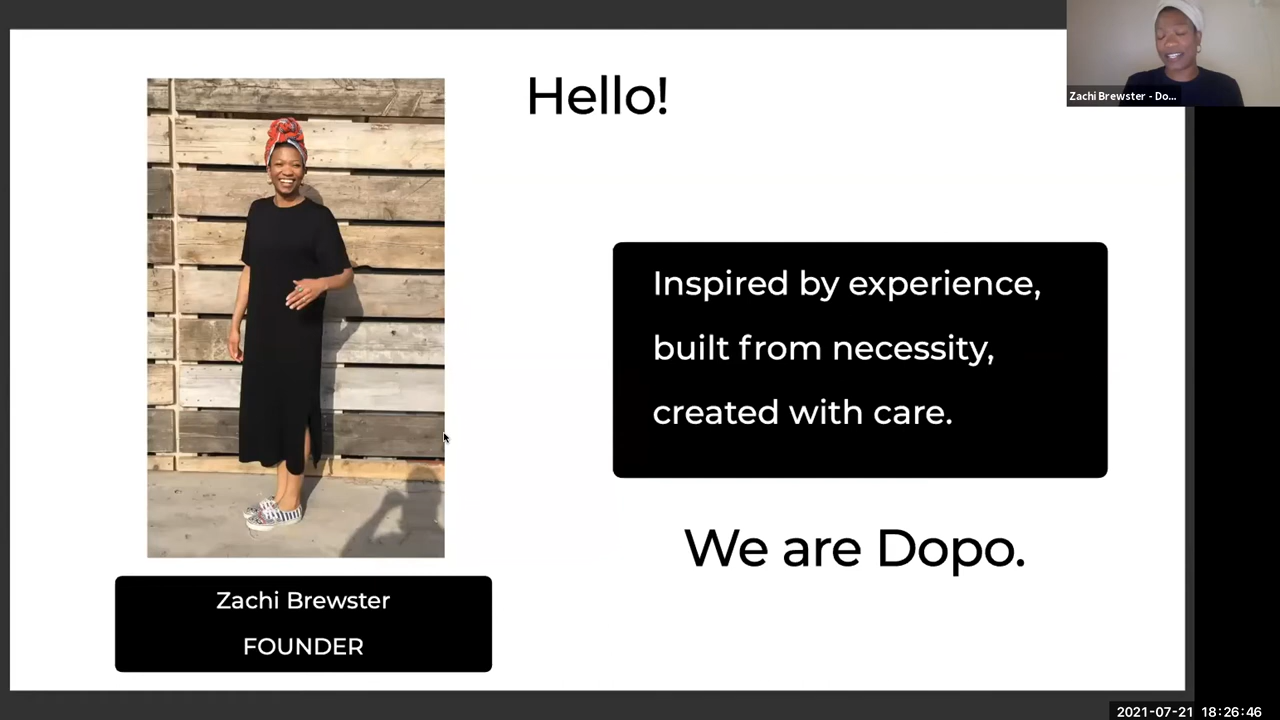 Hello!
Zachi Brewster - Do...
Inspired by experience,
built from necessity,
created with care.
We are Dopo.
Zachi Brewster
FOUNDER
2021-07-21 18:26:46